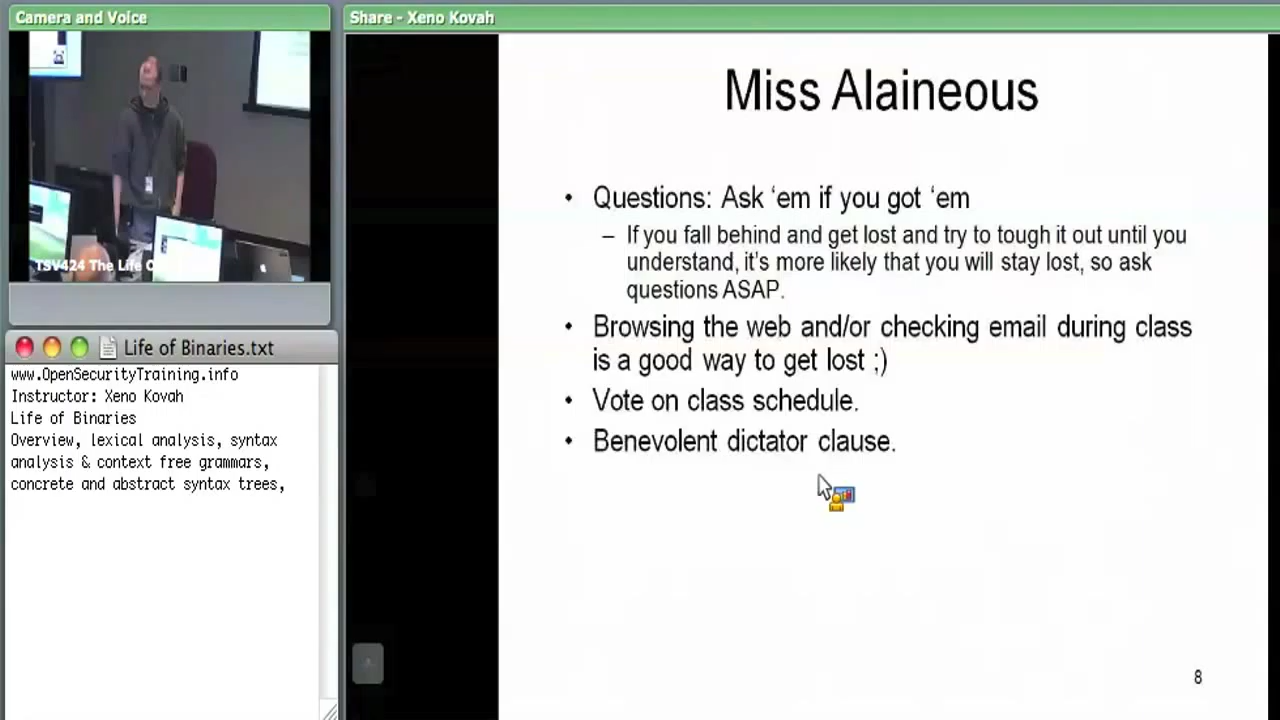 Camera and Voice
TSV424 The Life O
Life of Binaries.txt
www.OpenSecurityTraining.info
Instructor: Xeno Kovah
Life of Binaries
Overview, lexical analysis, syntax
analysis & context free grammars,
concrete and abstract syntax trees,
Share - Xeno Kovah
Miss Alaineous
• Questions: Ask ‘em if you got ‘em
– If you fall behind and get lost and try to tough it out until you
understand, it’s more likely that you will stay lost, so ask
questions ASAP.
• Browsing the web and/or checking email during class
is a good way to get lost ;)
• Vote on class schedule.
• Benevolent dictator clause.
8